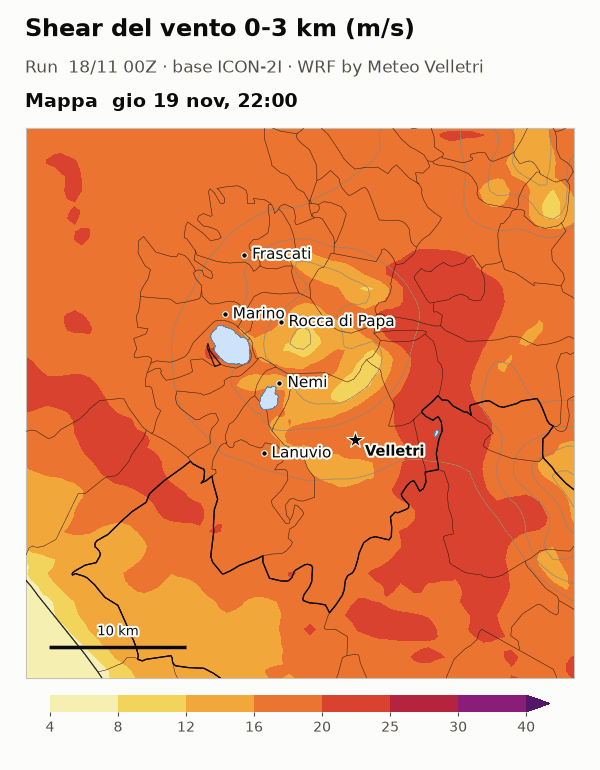 Shear del vento 0-3 km (m/s)
Run 18/11 00Z · base ICON-2I · WRF by Meteo Velletri
Mappa gio 19 nov, 22:00
Frascati
Marino
Rocca di Papa
Nemi
Velletri
Lanuvio
10 km
4 8 12 16 20 25 30 40